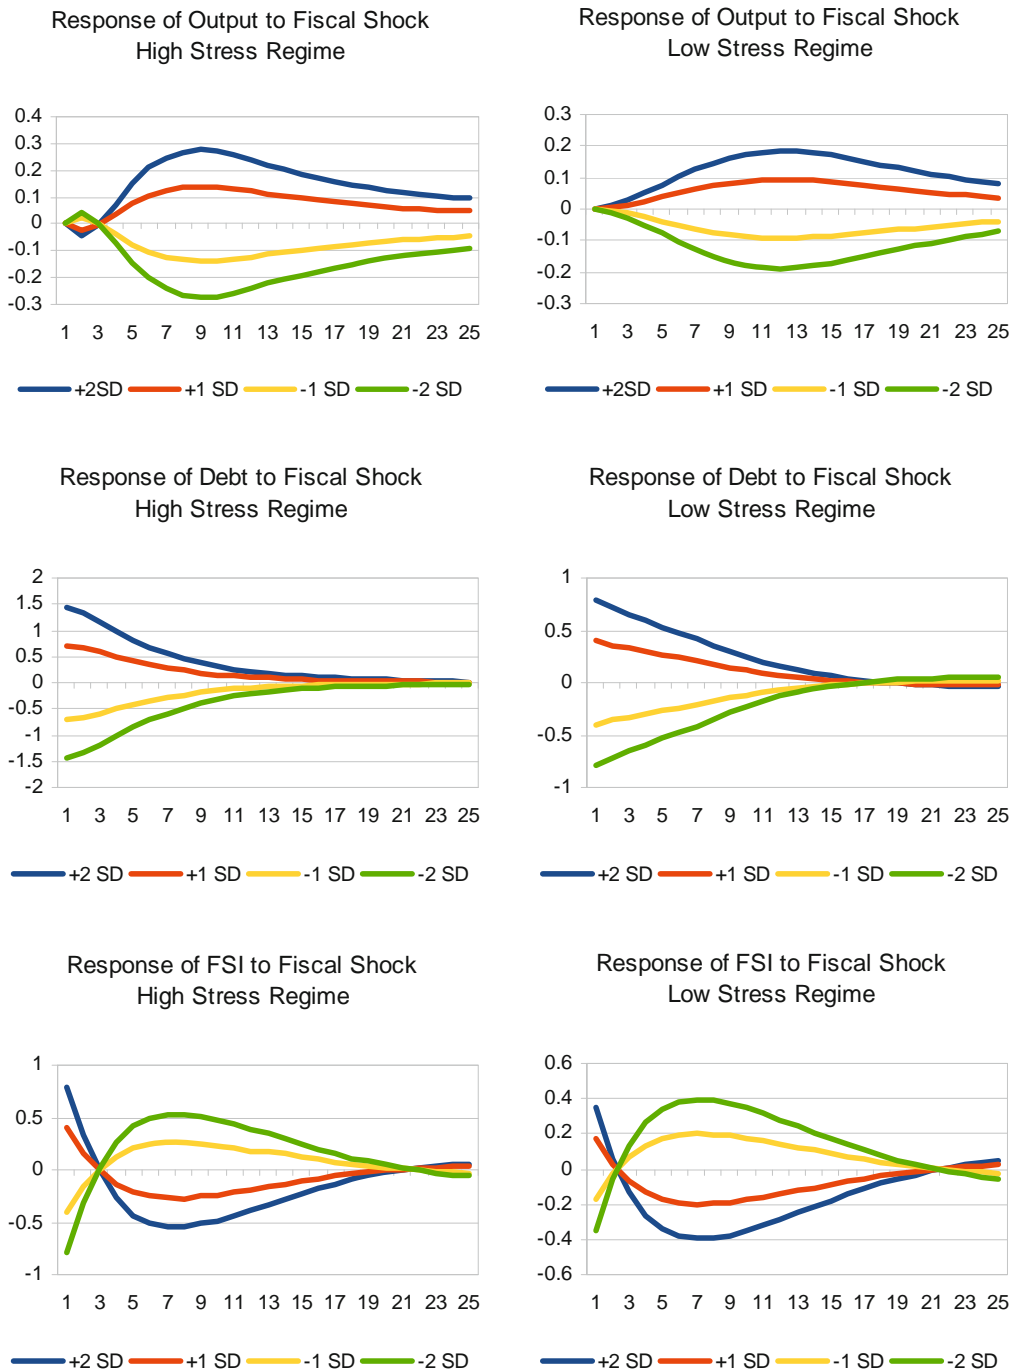 Response of Output to Fiscal Shock
High Stress Regime
0.4
0.3
0.2
0.1
0
-0.1
-0.2
-0.3
1 3 5 7 9 11 13 15 17 19 21 23 25
+2SD +1 SD -1 SD -2 SD
Response of Output to Fiscal Shock
Low Stress Regime
0.3
0.2
0.1
0
-0.1
-0.2
-0.3
1 3 5 7 9 11 13 15 17 19 21 23 25
+2SD +1 SD -1 SD -2 SD
Response of Debt to Fiscal Shock
High Stress Regime
2
1.5
1
0.5
0
-0.5
-1
-1.5
-2
1 3 5 7 9 11 13 15 17 19 21 23 25
+2 SD +1 SD -1 SD -2 SD
Response of Debt to Fiscal Shock
Low Stress Regime
1
0.5
0
-0.5
-1
1 3 5 7 9 11 13 15 17 19 21 23 25
+2 SD +1 SD -1 SD -2 SD
Response of FSI to Fiscal Shock
High Stress Regime
1
0.5
0
-0.5
-1
1 3 5 7 9 11 13 15 17 19 21 23 25
+2 SD +1 SD -1 SD -2 SD
Response of FSI to Fiscal Shock
Low Stress Regime
0.6
0.4
0.2
0
-0.2
-0.4
-0.6
1 3 5 7 9 11 13 15 17 19 21 23 25
+2 SD +1 SD -1 SD -2 SD